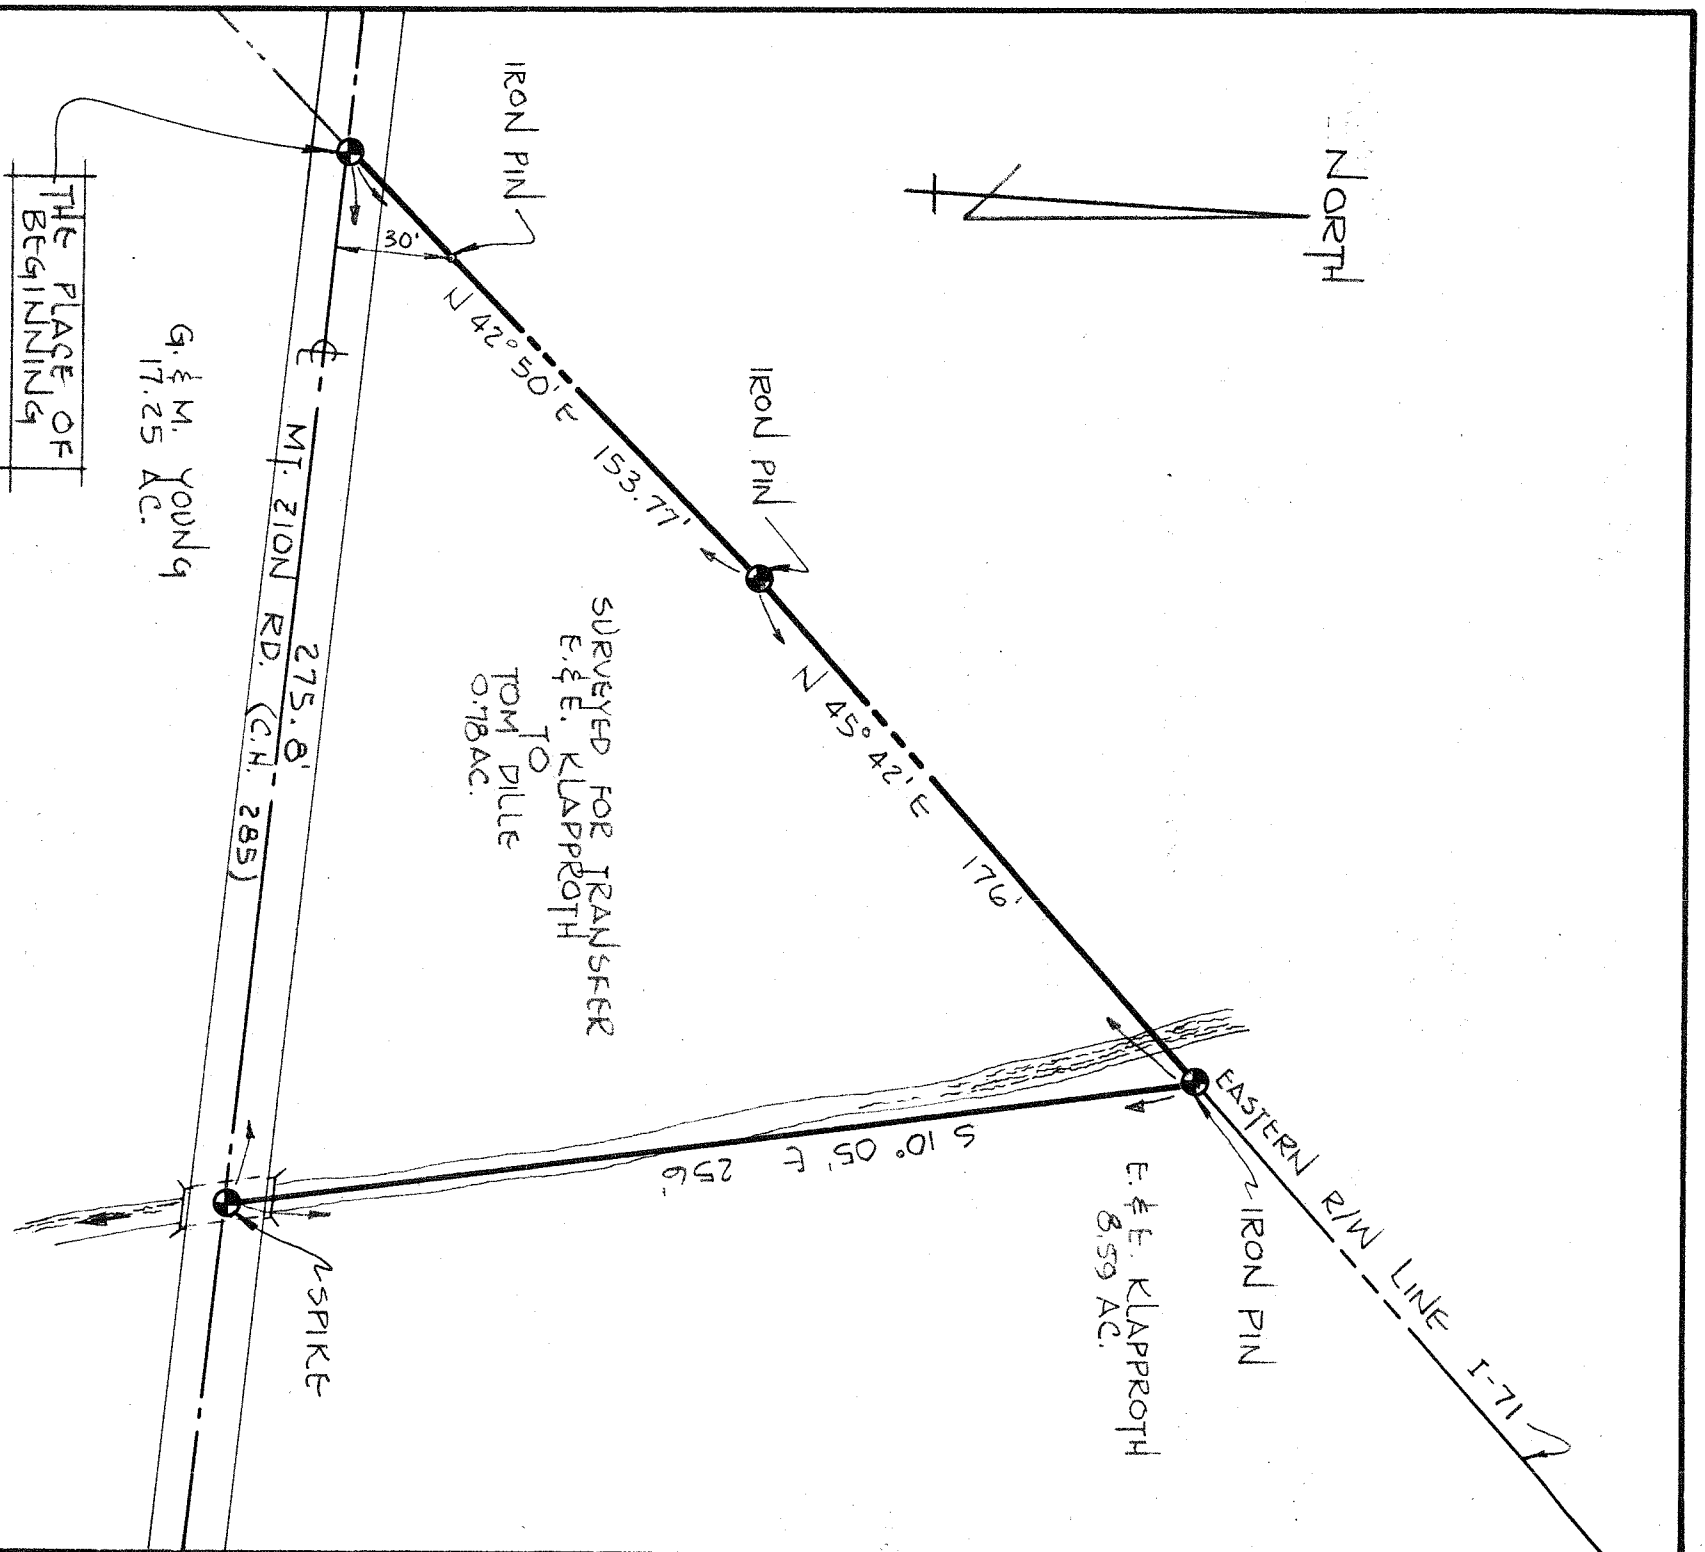 NORTH
IRON PIN
IRON PIN
30'
N 42° 50' E 153.77'
N 45° 42' E 176'
EASTERN R/W LINE I-71
IRON PIN
E. & E. KLAPPROTH
8.59 AC.
SURVEYED FOR TRANSFER
E. & E. KLAPPROTH
TO
TOM DILLE
0.78 AC.
S 10° 05' E 256'
SPIKE
275.8'
℄ MT. ZION RD. (C.H. 285)
G. & M. YOUNG
17.25 AC.
THE PLACE OF
BEGINNING